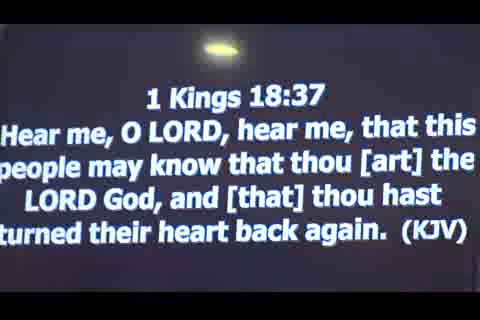 1 Kings 18:37
Hear me, O LORD, hear me, that this
people may know that thou [art] the
LORD God, and [that] thou hast
turned their heart back again. (KJV)